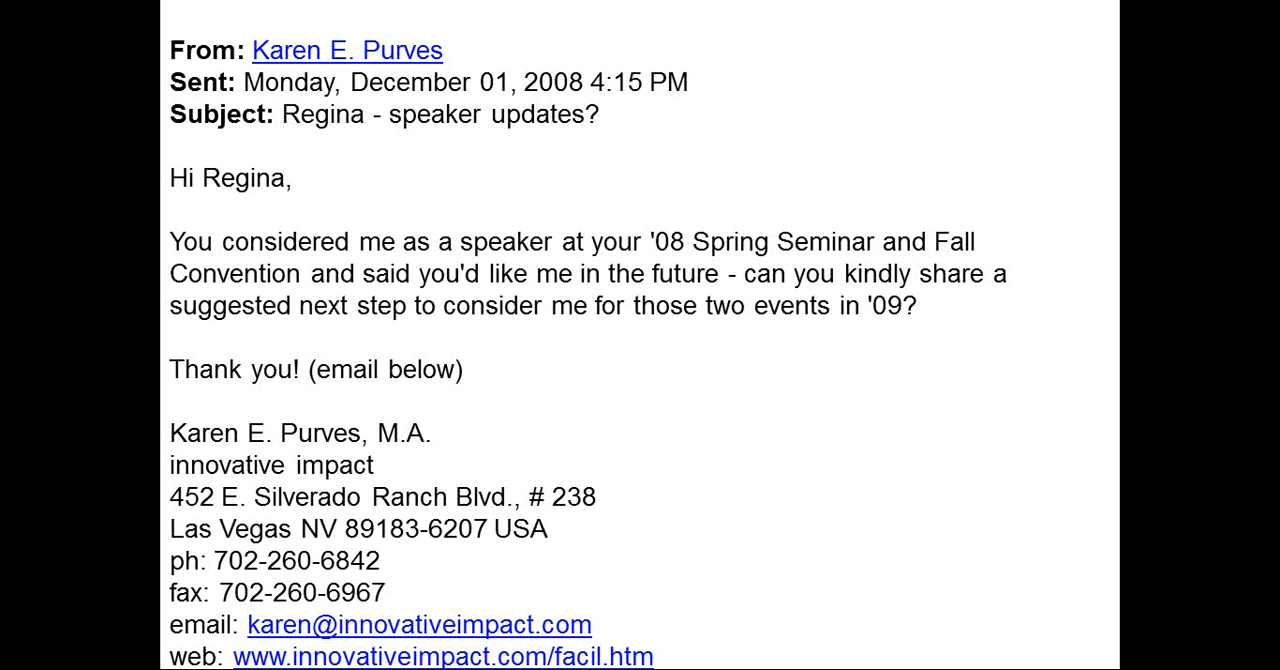 From: Karen E. Purves
Sent: Monday, December 01, 2008 4:15 PM
Subject: Regina - speaker updates?
Hi Regina,
You considered me as a speaker at your '08 Spring Seminar and Fall
Convention and said you'd like me in the future - can you kindly share a
suggested next step to consider me for those two events in '09?
Thank you! (email below)
Karen E. Purves, M.A.
innovative impact
452 E. Silverado Ranch Blvd., # 238
Las Vegas NV 89183-6207 USA
ph: 702-260-6842
fax: 702-260-6967
email: karen@innovativeimpact.com
web: www.innovativeimpact.com/facil.htm